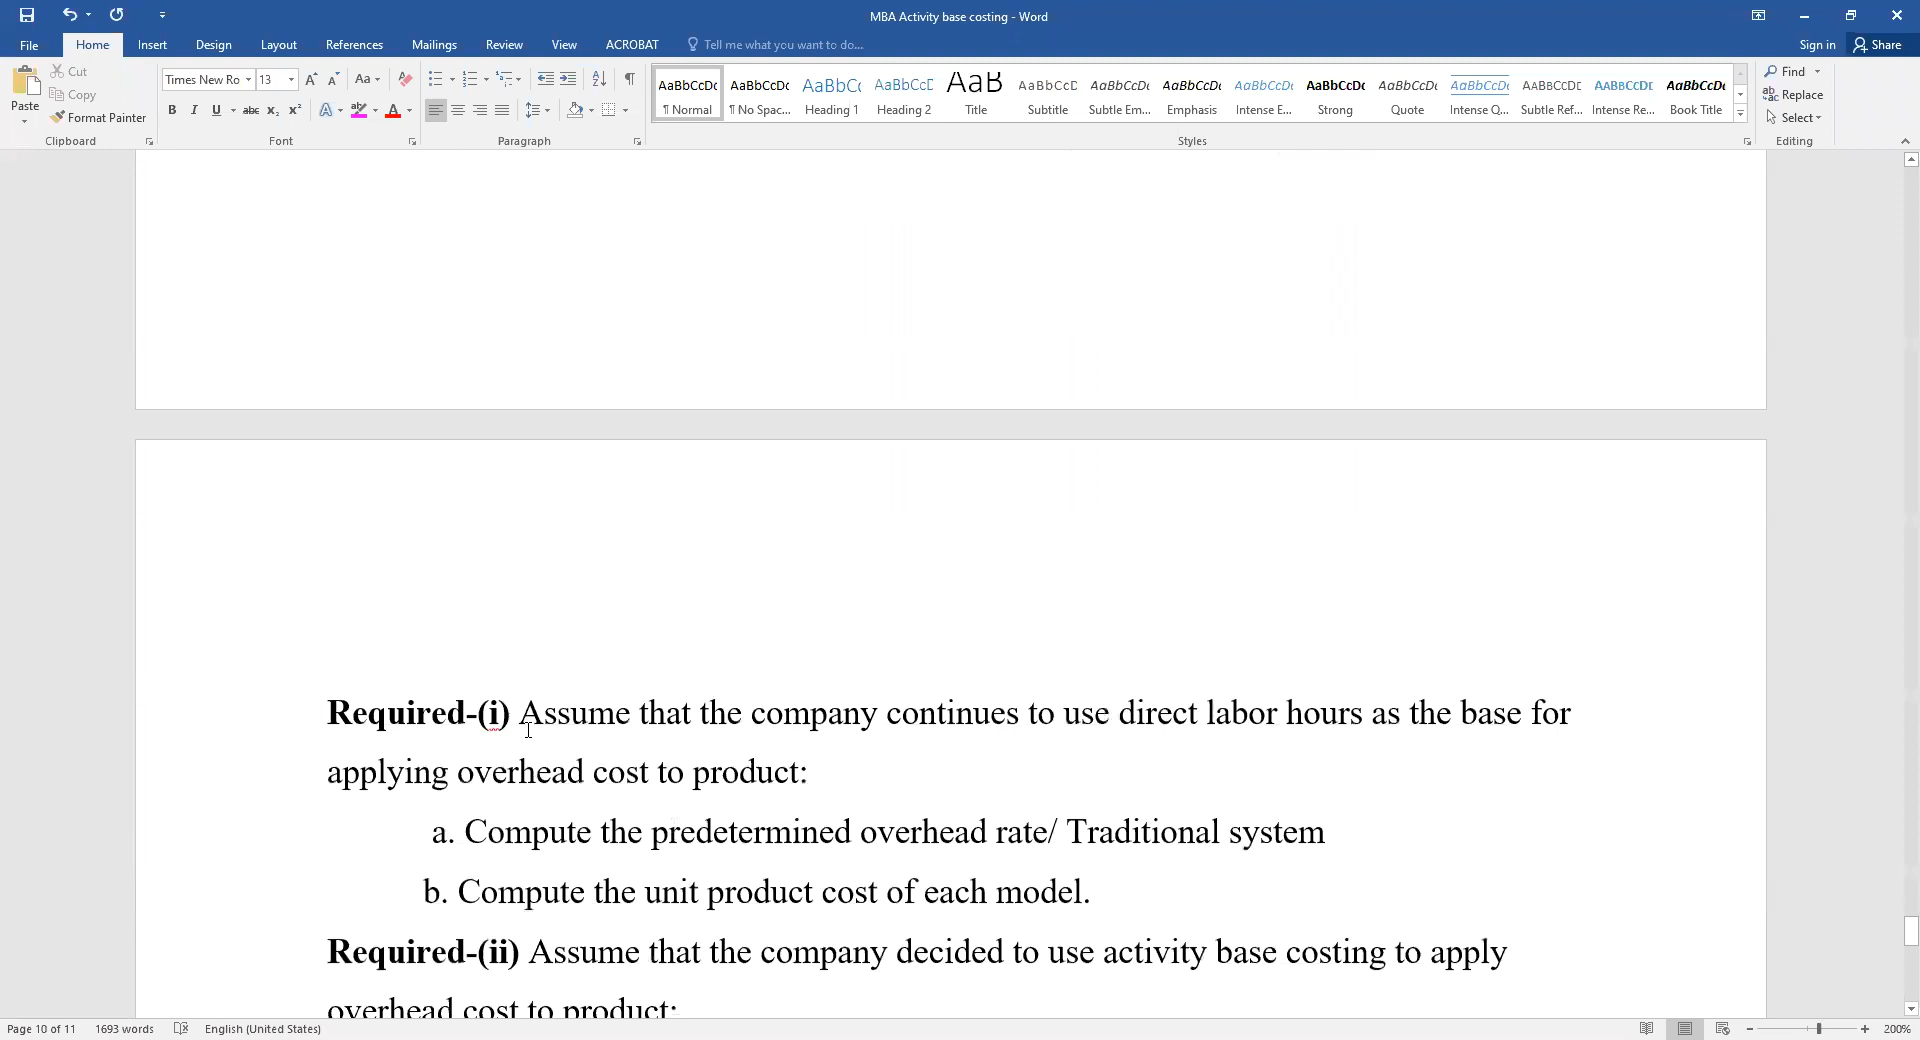 MBA Activity base costing - Word
File Home Insert Design Layout References Mailings Review View ACROBAT Tell me what you want to do... Sign in Share
Paste Cut Copy Format Painter Clipboard
Times New Ro 13 Aa B I U abc x₂ x² A A Font
Paragraph
AaBbCcDc AaBbCcDc AaBbCc AaBbCcD AaB AaBbCcD AaBbCcDc AaBbCcDc AaBbCcDc AaBbCcDc AaBbCcDc AaBbCcDc AABBCCDD AABBCCDE AaBbCcDc
¶ Normal ¶ No Spac... Heading 1 Heading 2 Title Subtitle Subtle Em... Emphasis Intense E... Strong Quote Intense Q... Subtle Ref... Intense Re... Book Title
Styles
Find Replace Select Editing
Required-(i) Assume that the company continues to use direct labor hours as the base for
applying overhead cost to product:
a. Compute the predetermined overhead rate/ Traditional system
b. Compute the unit product cost of each model.
Required-(ii) Assume that the company decided to use activity base costing to apply
overhead cost to product:
Page 10 of 11 1693 words English (United States) 200%